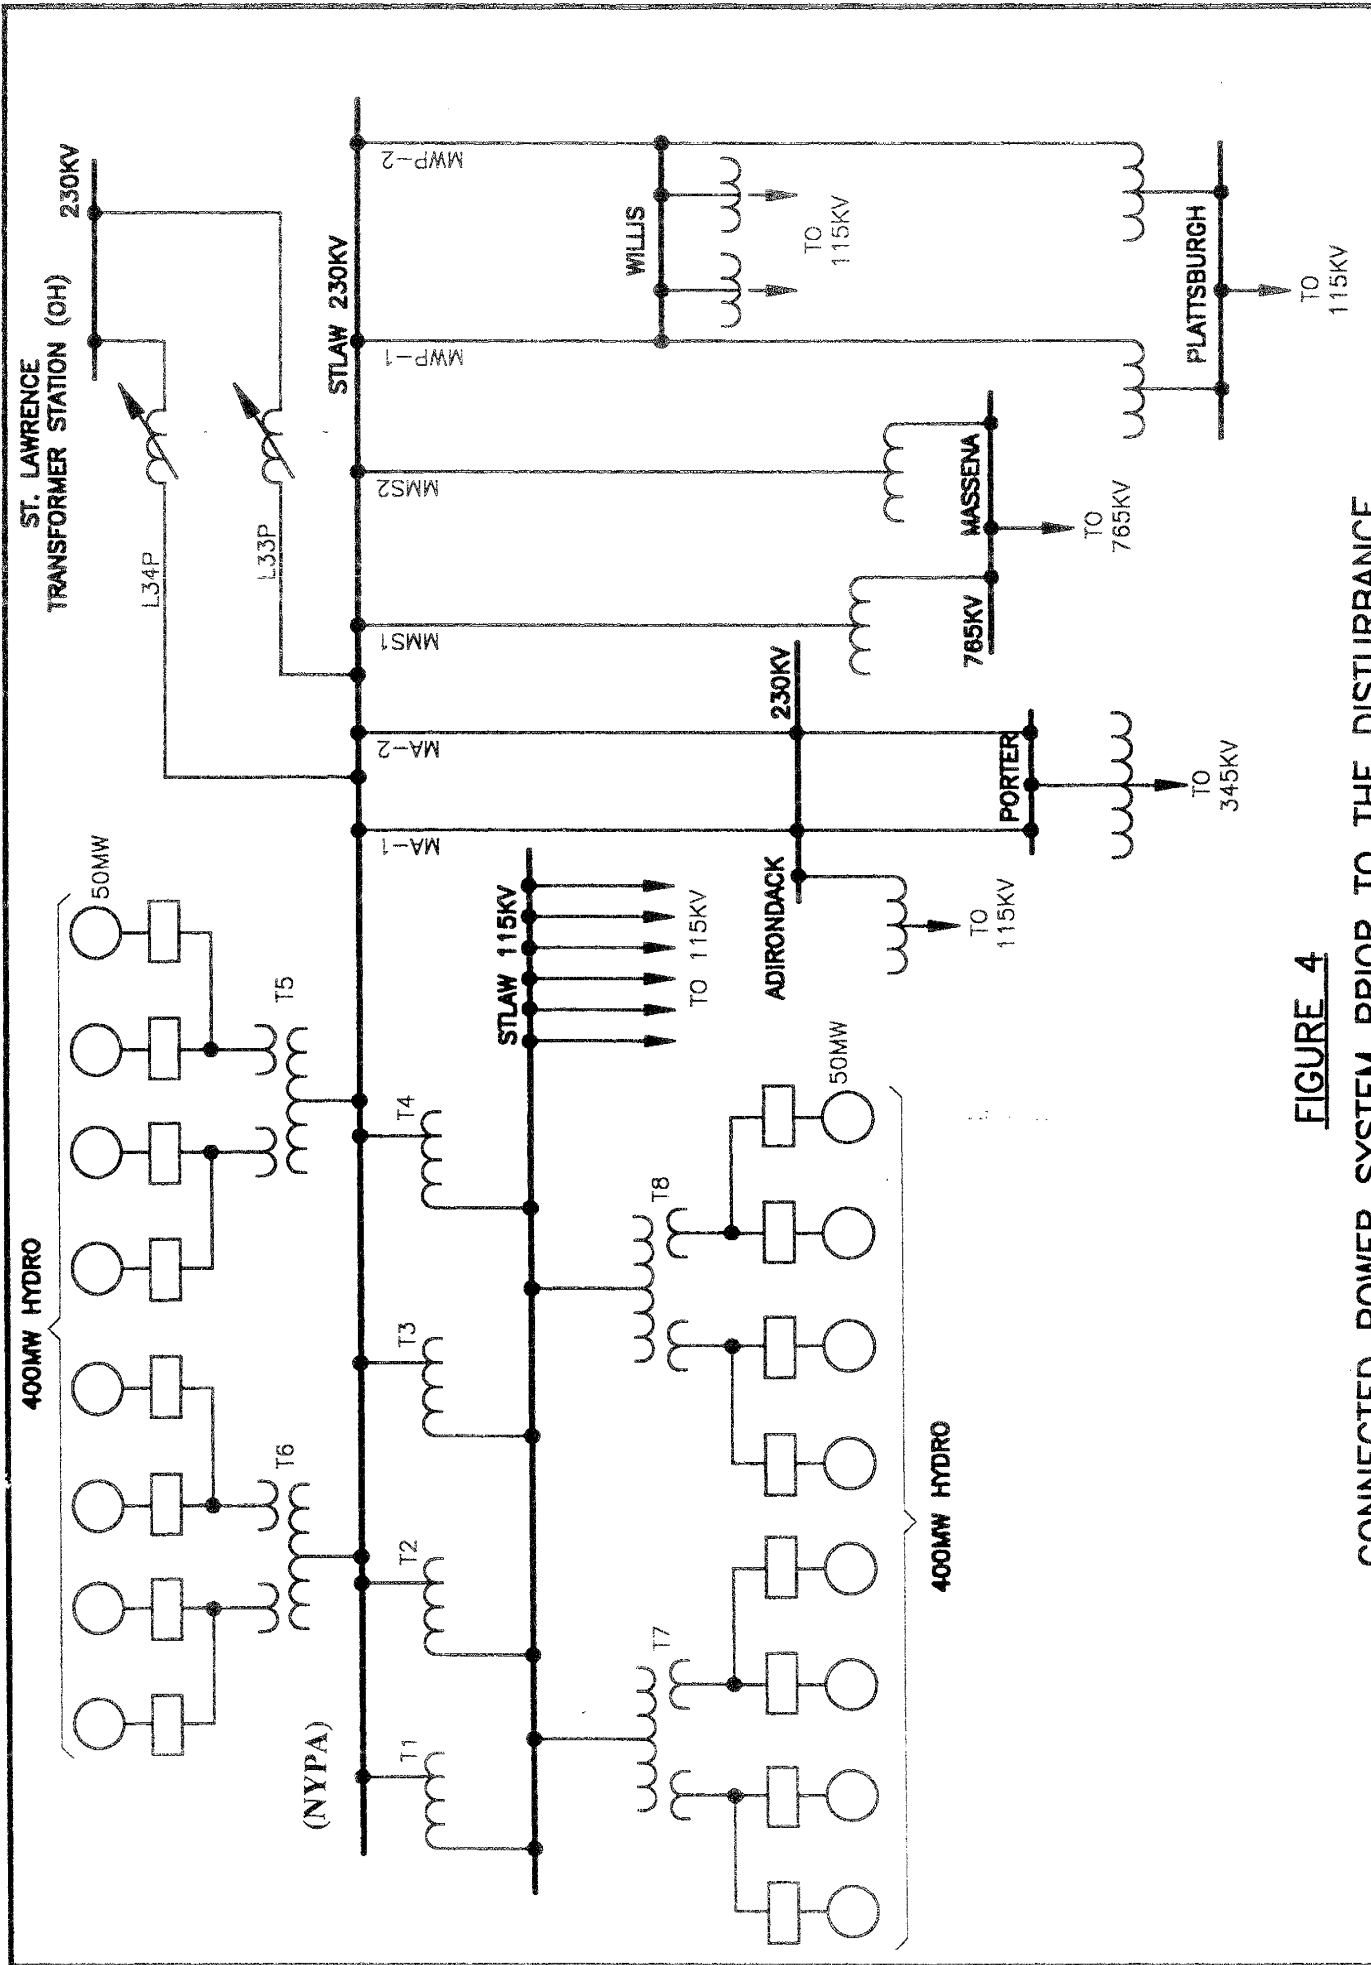 ST. LAWRENCE
TRANSFORMER STATION (OH)
230KV
L34P
L33P
400MW HYDRO
50MW
T6
T5
(NYPA)
STLAW 230KV
T1
T2
T3
T4
MA-1
MA-2
MMS1
MMS2
MWP-1
MWP-2
STLAW 115KV
TO 115KV
WILLIS
TO
115KV
T7
T8
50MW
400MW HYDRO
ADIRONDACK
230KV
TO
115KV
PORTER
TO
345KV
765KV
MASSENA
TO
765KV
PLATTSBURGH
TO
115KV
FIGURE 4
CONNECTED POWER SYSTEM PRIOR TO THE DISTURBANCE